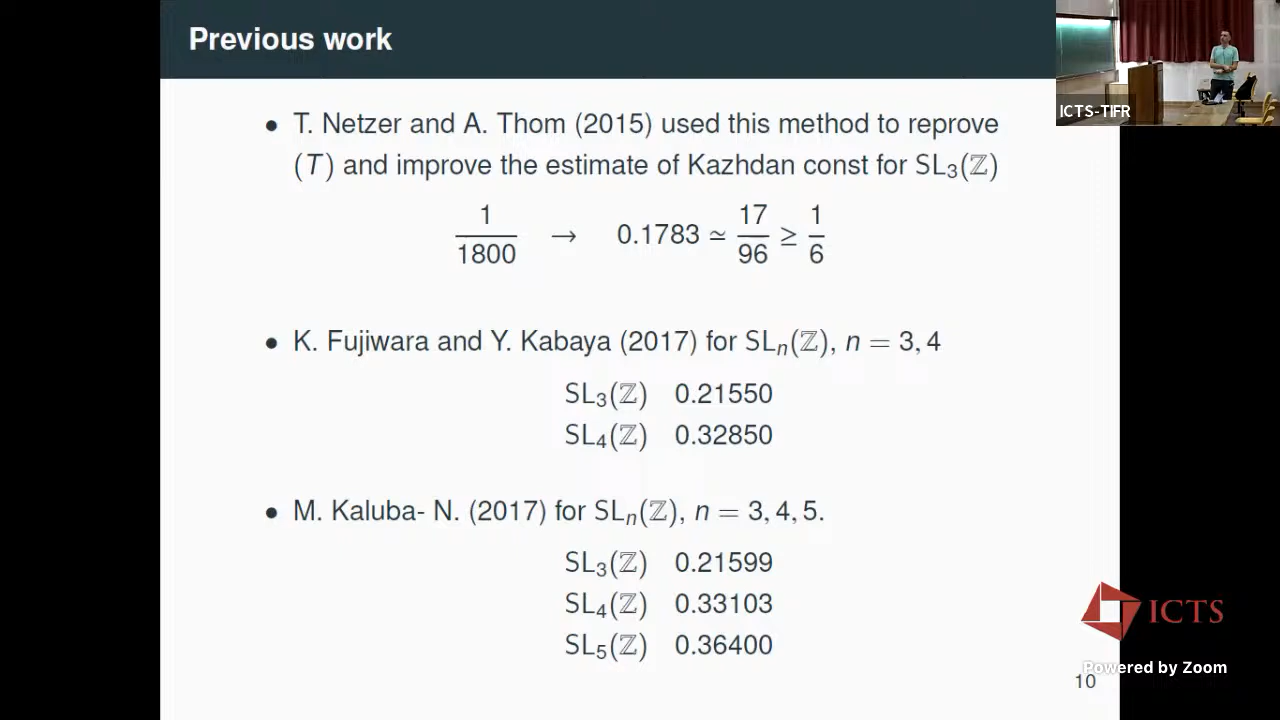 Previous work
ICTS-TIFR
• T. Netzer and A. Thom (2015) used this method to reprove
(T) and improve the estimate of Kazhdan const for SL₃(ℤ)
1/1800 → 0.1783 ≃ 17/96 ≥ 1/6
• K. Fujiwara and Y. Kabaya (2017) for SLₙ(ℤ), n = 3, 4
SL₃(ℤ) 0.21550
SL₄(ℤ) 0.32850
• M. Kaluba- N. (2017) for SLₙ(ℤ), n = 3, 4, 5.
SL₃(ℤ) 0.21599
SL₄(ℤ) 0.33103
SL₅(ℤ) 0.36400
ICTS
Powered by Zoom
10